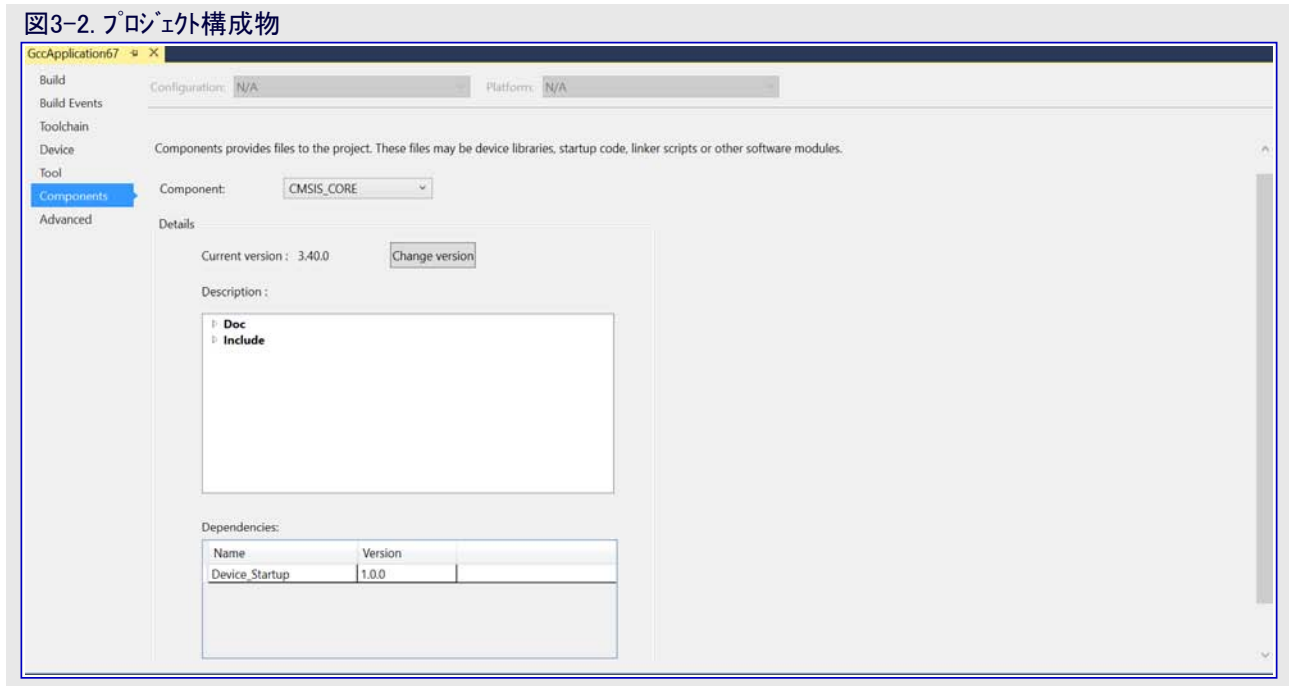 図3-2. ﾌﾟﾛｼﾞｪｸﾄ構成物
GccApplication67
Build
Configuration: N/A Platform: N/A
Build Events
Toolchain
Device
Components provides files to the project. These files may be device libraries, startup code, linker scripts or other software modules.
Tool
Components
Component: CMSIS_CORE
Advanced
Details
Current version : 3.40.0 Change version
Description :
Doc
Include
Dependencies:
Name Version
Device_Startup 1.0.0